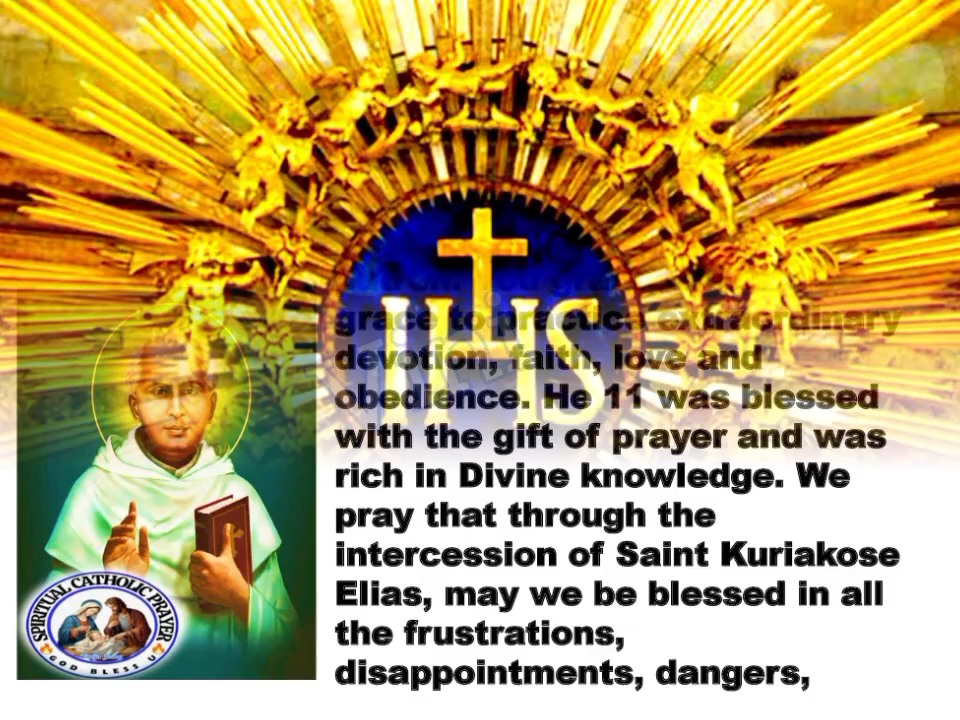 IHS
grace to practice extraordinary
devotion, faith, love and
obedience. He 11 was blessed
with the gift of prayer and was
rich in Divine knowledge. We
pray that through the
intercession of Saint Kuriakose
Elias, may we be blessed in all
the frustrations,
disappointments, dangers,
SPIRITUAL CATHOLIC PRAYER
GOD BLESS U